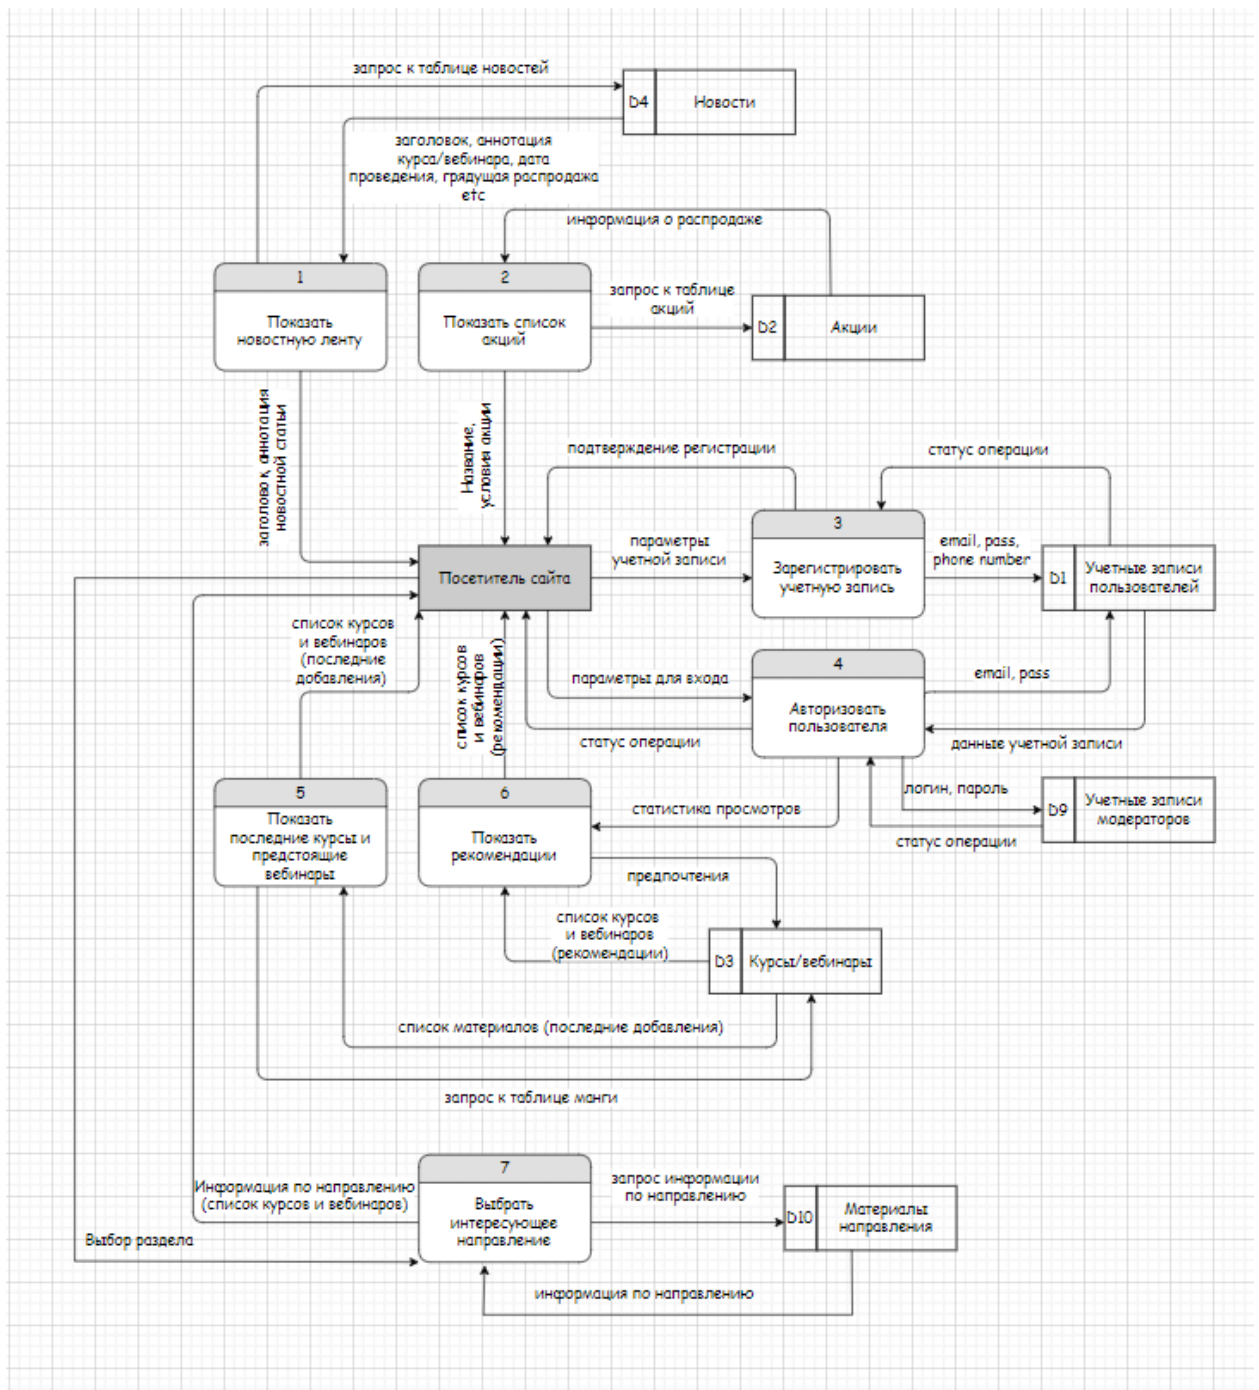 запрос к таблице новостей
D4
Новости
заголовок, аннотация
курса/вебинара, дата
проведения, грядущая распродажа
etc
информация о распродаже
1
Показать
новостную ленту
2
Показать список
акций
запрос к таблице
акций
D2
Акции
заголовок, аннотация
новостной статьи
Название,
условия акции
подтверждение регистрации
статус операции
3
Зарегистрировать
учетную запись
параметры
учетной записи
email, pass,
phone number
Посетитель сайта
D1
Учетные записи
пользователей
список курсов
и вебинаров
(последние
добавления)
список курсов
и вебинаров
(рекомендации)
параметры для входа
4
Авторизовать
пользователя
email, pass
статус операции
данные учетной записи
5
Показать
последние курсы и
предстоящие
вебинары
6
Показать
рекомендации
статистика просмотров
логин, пароль
D9
Учетные записи
модераторов
статус операции
предпочтения
список курсов
и вебинаров
(рекомендации)
D3
Курсы/вебинары
список материалов (последние добавления)
запрос к таблице манги
7
Выбрать
интересующее
направление
Информация по направлению
(список курсов и вебинаров)
запрос информации
по направлению
D10
Материалы
направления
Выбор раздела
информация по направлению